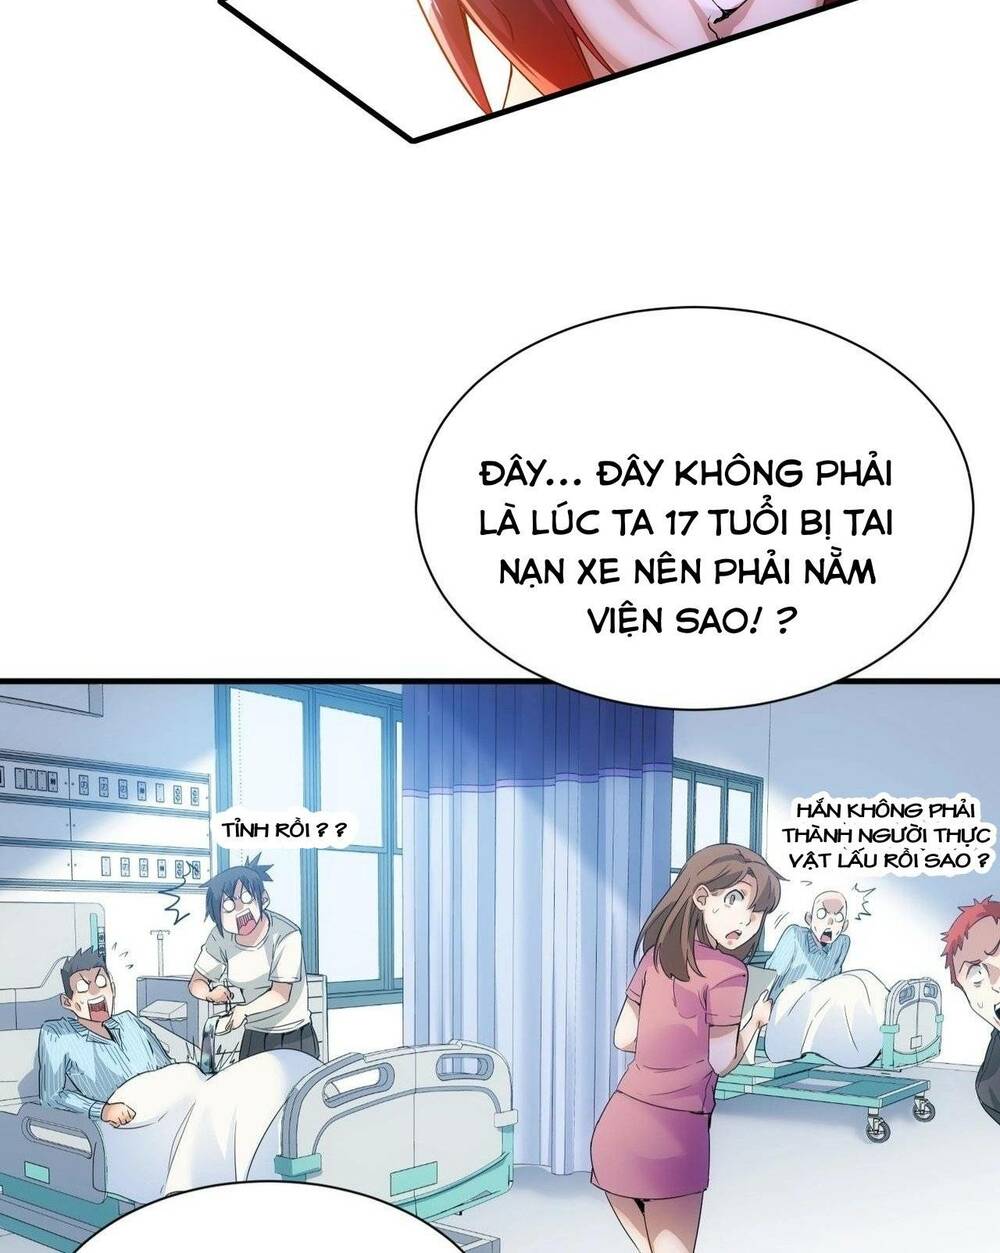 ĐÂY... ĐÂY KHÔNG PHẢI
LÀ LÚC TA 17 TUỔI BỊ TAI
NẠN XE NÊN PHẢI NẰM
VIỆN SAO! ?
TỈNH RỒI ? ?
HẮN KHÔNG PHẢI
THÀNH NGƯỜI THỰC
VẬT LÂU RỒI SAO ?